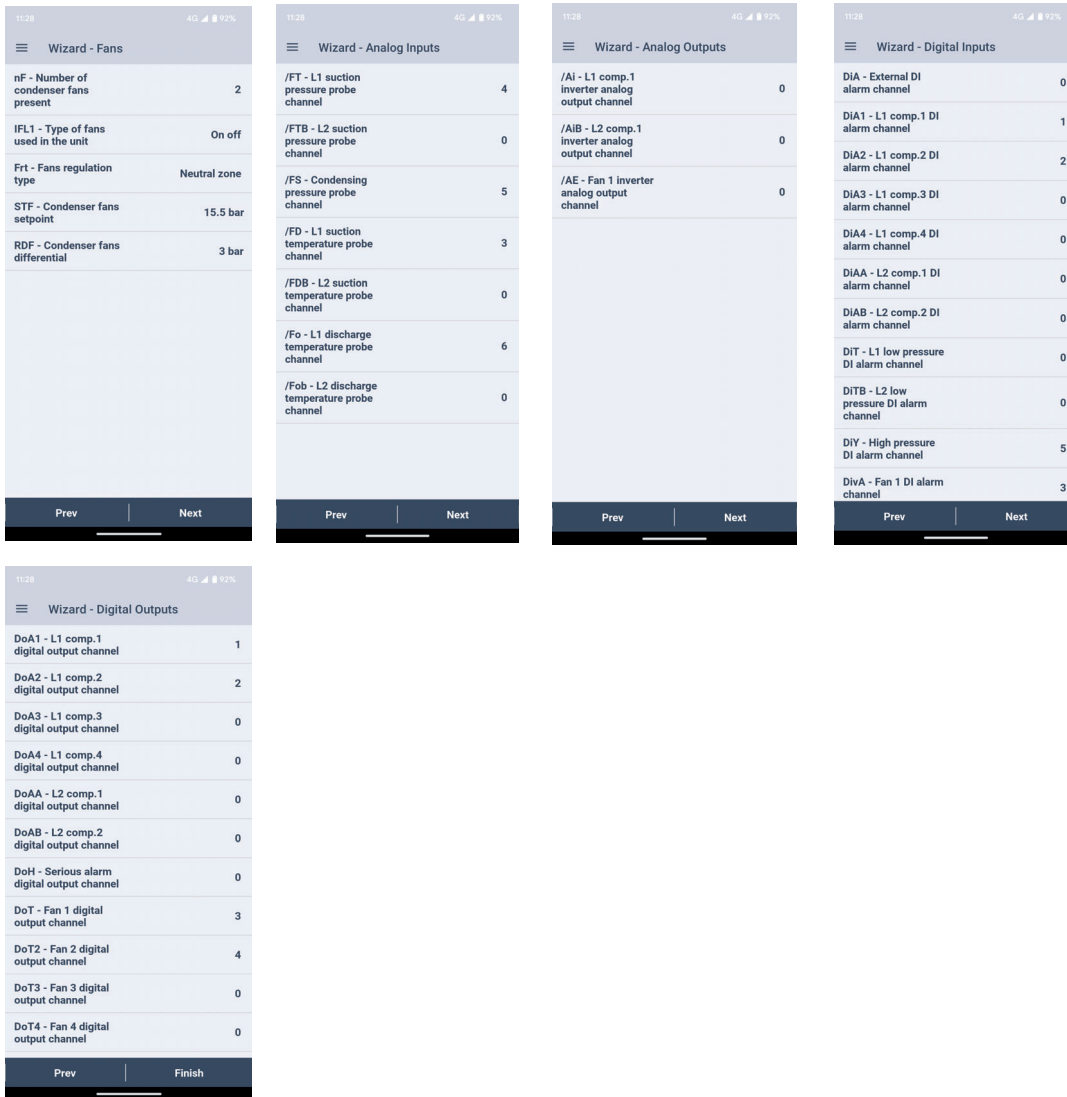 11:28
4G 92%
Wizard - Fans
nF - Number of
condenser fans
present
2
IFL1 - Type of fans
used in the unit
On off
Frt - Fans regulation
type
Neutral zone
STF - Condenser fans
setpoint
15.5 bar
RDF - Condenser fans
differential
3 bar
Prev
Next
11:28
4G 92%
Wizard - Analog Inputs
/FT - L1 suction
pressure probe
channel
4
/FTB - L2 suction
pressure probe
channel
0
/FS - Condensing
pressure probe
channel
5
/FD - L1 suction
temperature probe
channel
3
/FDB - L2 suction
temperature probe
channel
0
/Fo - L1 discharge
temperature probe
channel
6
/Fob - L2 discharge
temperature probe
channel
0
Prev
Next
11:28
4G 92%
Wizard - Analog Outputs
/Ai - L1 comp.1
inverter analog
output channel
0
/AiB - L2 comp.1
inverter analog
output channel
0
/AE - Fan 1 inverter
analog output
channel
0
Prev
Next
11:28
4G 92%
Wizard - Digital Inputs
DiA - External DI
alarm channel
0
DiA1 - L1 comp.1 DI
alarm channel
1
DiA2 - L1 comp.2 DI
alarm channel
2
DiA3 - L1 comp.3 DI
alarm channel
0
DiA4 - L1 comp.4 DI
alarm channel
0
DiAA - L2 comp.1 DI
alarm channel
0
DiAB - L2 comp.2 DI
alarm channel
0
DiT - L1 low pressure
DI alarm channel
0
DiTB - L2 low
pressure DI alarm
channel
0
DiY - High pressure
DI alarm channel
5
DivA - Fan 1 DI alarm
channel
3
Prev
Next
11:28
4G 92%
Wizard - Digital Outputs
DoA1 - L1 comp.1
digital output channel
1
DoA2 - L1 comp.2
digital output channel
2
DoA3 - L1 comp.3
digital output channel
0
DoA4 - L1 comp.4
digital output channel
0
DoAA - L2 comp.1
digital output channel
0
DoAB - L2 comp.2
digital output channel
0
DoH - Serious alarm
digital output channel
0
DoT - Fan 1 digital
output channel
3
DoT2 - Fan 2 digital
output channel
4
DoT3 - Fan 3 digital
output channel
0
DoT4 - Fan 4 digital
output channel
0
Prev
Finish